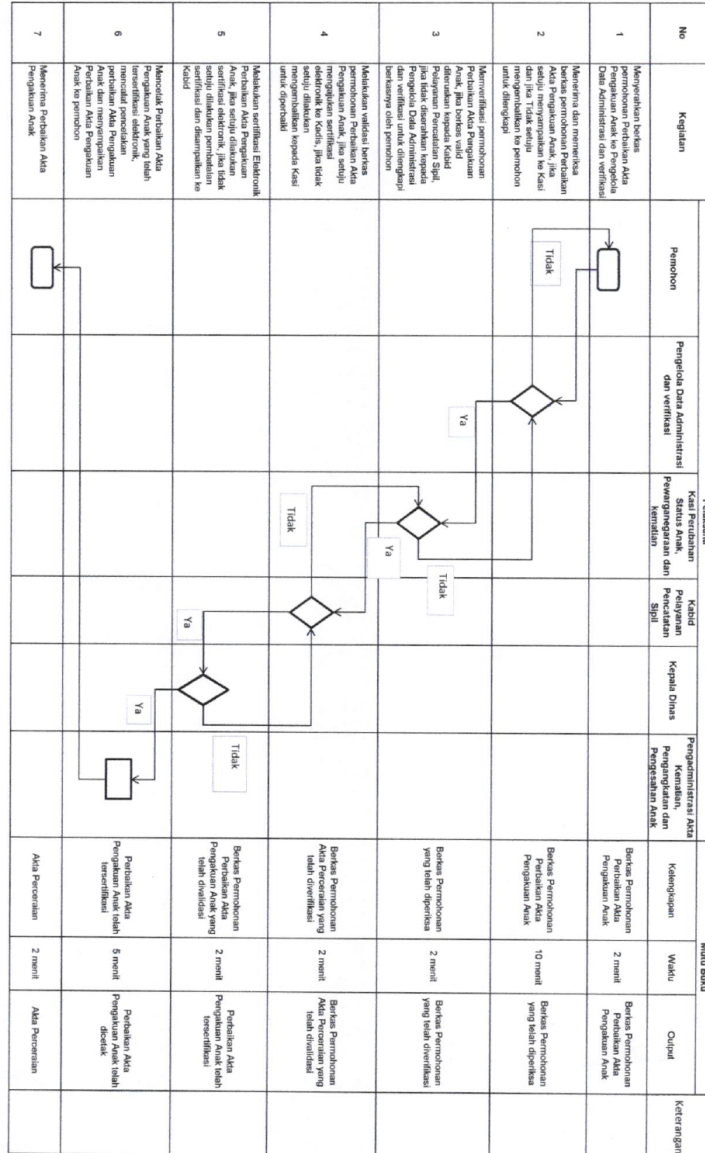 No
Kegiatan
Pemohon
Pengelola Data Administrasi
dan verifikasi
Kasi Perubahan
Status Anak,
Pewarganegaraan dan
kematian
Kabid
Pelayanan
Pencatatan
Sipil
Kepala Dinas
Pengadministrasi Akta
Kematian,
Pengangkatan dan
Pengesahan Anak
Kelengkapan
Waktu
Output
Keterangan
1
Menyerahkan berkas
permohonan Perbaikan Akta
Pengakuan Anak ke Pengelola
Data Administrasi dan verifikasi
Berkas Permohonan
Perbaikan Akta
Pengakuan Anak
2 menit
Berkas Permohonan
Perbaikan Akta
Pengakuan Anak
2
Menerima dan memeriksa
berkas permohonan Perbaikan
Akta Pengakuan Anak, jika
setuju menyampaikan ke Kasi
dan jika Tidak setuju
mengembalikan ke pemohon
untuk dilengkapi
Tidak
Ya
Berkas Permohonan
Perbaikan Akta
Pengakuan Anak
10 menit
Berkas Permohonan
yang telah diperiksa
3
Memverifikasi permohonan
Perbaikan Akta Pengakuan
Anak, jika berkas valid
diteruskan kepada Kabid
Pelayanan Pencatatan Sipil,
jika tidak diserahkan kepada
Pengelola Data Administrasi
dan verifikasi untuk dilengkapi
berkasnya oleh pemohon
Ya
Tidak
Berkas Permohonan
yang telah diperiksa
2 menit
Berkas Permohonan
yang telah diverifikasi
4
Melakukan validasi berkas
permohonan Perbaikan Akta
Pengakuan Anak, jika setuju
mengajukan sertifikasi
elektronik ke Kadis, jika tidak
setuju dilakukan
mengembalikan kepada Kasi
untuk diperbaiki
Tidak
Berkas Permohonan
Akta Perceraian yang
telah diverifikasi
2 menit
Berkas Permohonan
Akta Perceraian yang
telah divalidasi
5
Melakukan sertifikasi Elektronik
Perbaikan Akta Pengakuan
Anak, jika setuju dilakukan
sertifikasi elektronik, jika tidak
setuju dilakukan pembatalan
sertifikasi dan disampaikan ke
Kabid
Ya
Tidak
Berkas Permohonan
Perbaikan Akta
Pengakuan Anak yang
telah divalidasi
2 menit
Perbaikan Akta
Pengakuan Anak telah
tersertifikasi
6
Mencetak Perbaikan Akta
Pengakuan Anak yang telah
tersertifikasi elektronik,
mencatat pencetakan
perbaikan Akta Pengakuan
Anak dan menyampaikan
Perbaikan Akta Pengakuan
Anak ke pemohon
Ya
Perbaikan Akta
Pengakuan Anak telah
tersertifikasi
5 menit
Perbaikan Akta
Pengakuan Anak telah
dicetak
7
Menerima Perbaikan Akta
Pengakuan Anak
Akta Perceraian
2 menit
Akta Perceraian